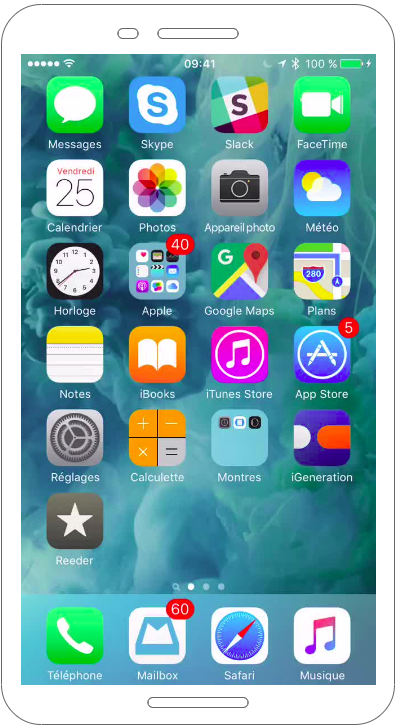 09:41 100 %
Messages Skype Slack FaceTime
Vendredi
25
Calendrier Photos Appareil photo Météo
40
12
G
280
Horloge Apple Google Maps Plans
5
Notes iBooks iTunes Store App Store
Réglages Calculette Montres iGeneration
Reeder
60
Téléphone Mailbox Safari Musique